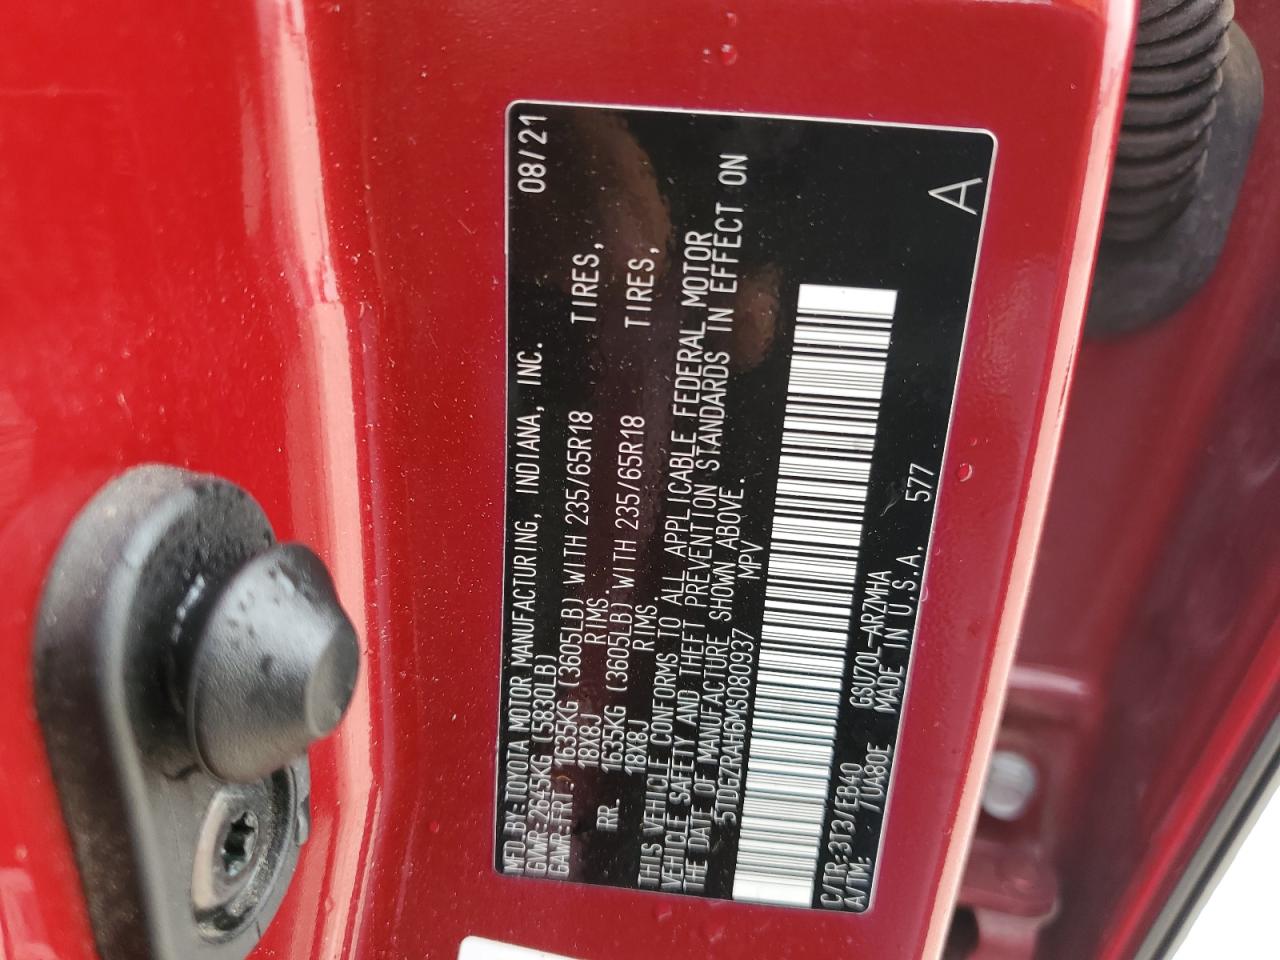 MFD. BY: TOYOTA MOTOR MANUFACTURING, INDIANA, INC. 08/21
GVWR: 2645KG (5830LB)
GAWR:FRT. 1635KG (3605LB) WITH 235/65R18 TIRES,
18X8J RIMS.
RR. 1635KG (3605LB) WITH 235/65R18 TIRES,
18X8J RIMS.
THIS VEHICLE CONFORMS TO ALL APPLICABLE FEDERAL MOTOR
VEHICLE SAFETY AND THEFT PREVENTION STANDARDS IN EFFECT ON
THE DATE OF MANUFACTURE SHOWN ABOVE.
5TDGZRAH6MS080937 MPV
C/TR:3T3/EB40 GSU70L-ARZMHA
A/TM: /UA80E MADE IN U.S.A. 577
A